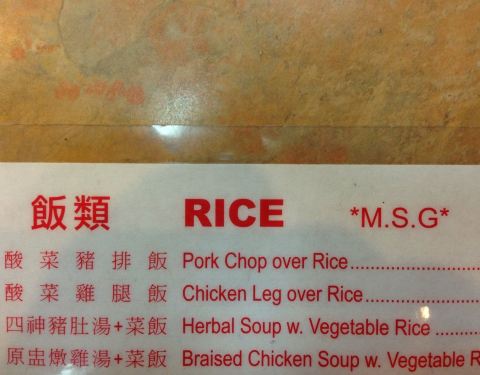 飯類 RICE *M.S.G*
酸菜豬排飯 Pork Chop over Rice
酸菜雞腿飯 Chicken Leg over Rice
四神豬肚湯+菜飯 Herbal Soup w. Vegetable Rice
原盅燉雞湯+菜飯 Braised Chicken Soup w. Vegetable R